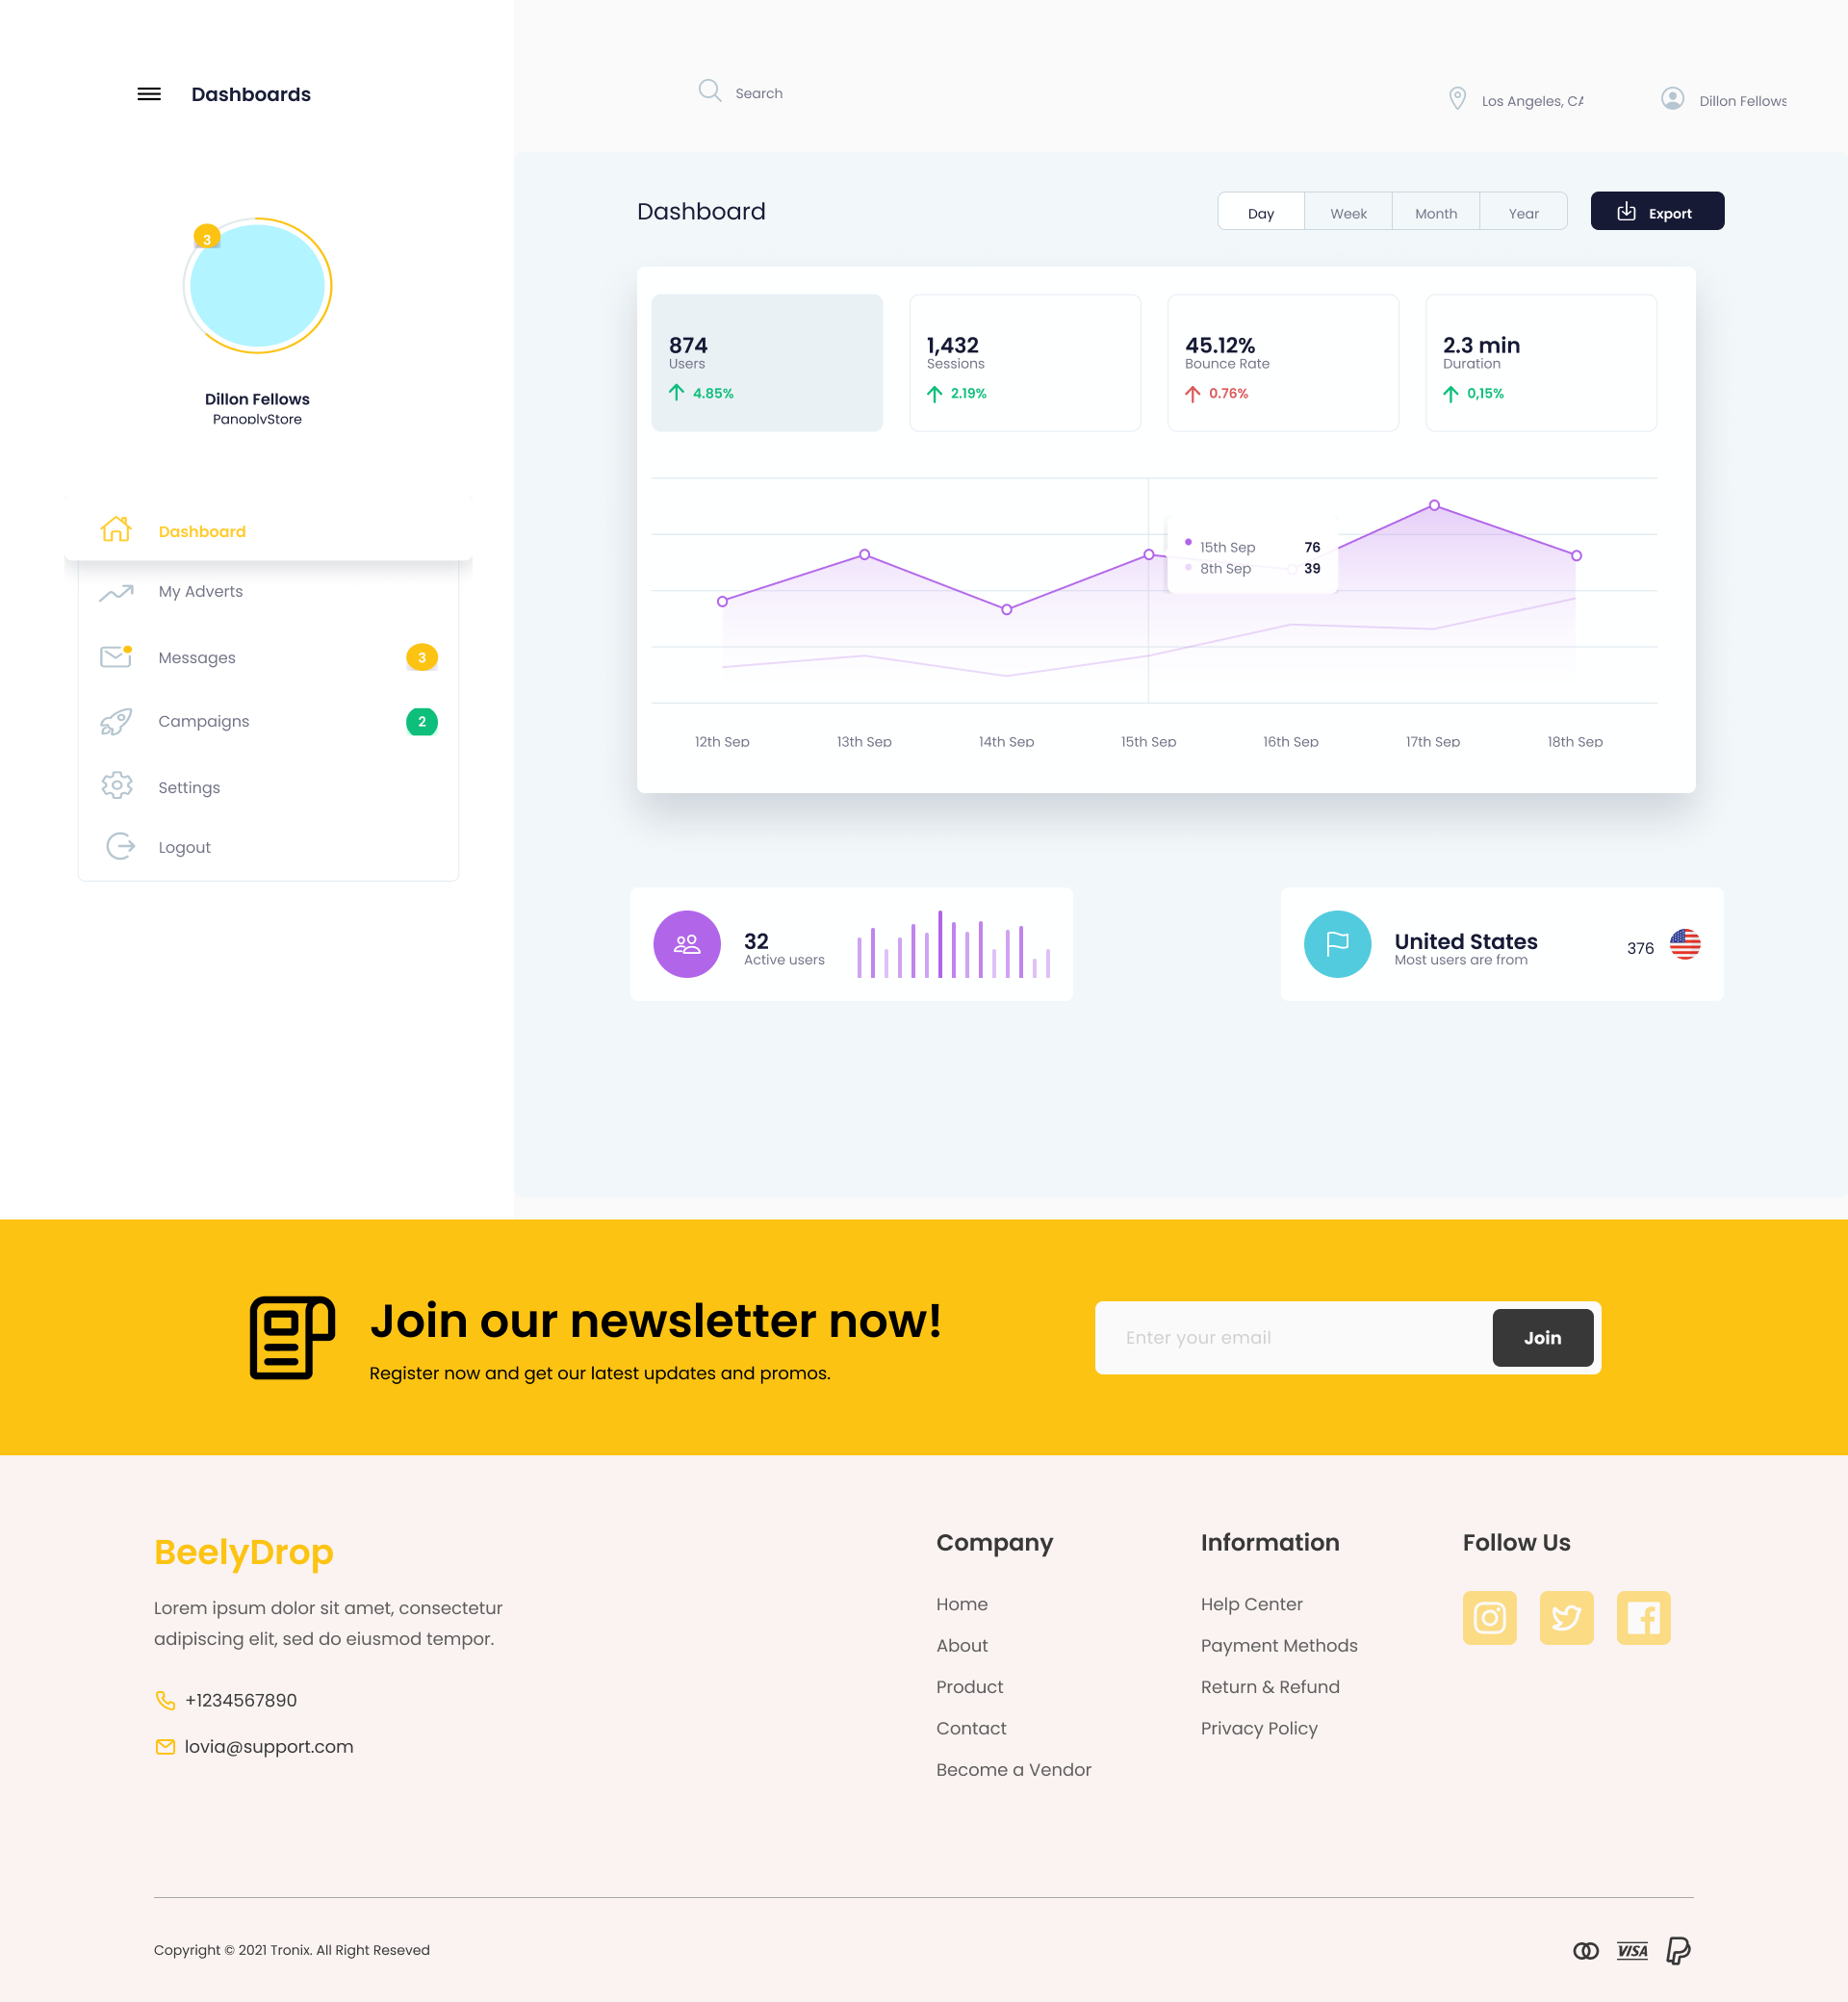 Dashboards
Search
Los Angeles, CA
Dillon Fellows
3
Dillon Fellows
PanoplyStore
Dashboard
My Adverts
Messages
3
Campaigns
2
Settings
Logout
Dashboard
Day
Week
Month
Year
Export
874
Users
4.85%
1,432
Sessions
2.19%
45.12%
Bounce Rate
0.76%
2.3 min
Duration
0,15%
15th Sep 76
8th Sep 39
12th Sep
13th Sep
14th Sep
15th Sep
16th Sep
17th Sep
18th Sep
32
Active users
United States
Most users are from
376
Join our newsletter now!
Register now and get our latest updates and promos.
Enter your email
Join
BeelyDrop
Lorem ipsum dolor sit amet, consectetur
adipiscing elit, sed do eiusmod tempor.
+1234567890
lovia@support.com
Company
Home
About
Product
Contact
Become a Vendor
Information
Help Center
Payment Methods
Return & Refund
Privacy Policy
Follow Us
Copyright © 2021 Tronix. All Right Reseved
VISA